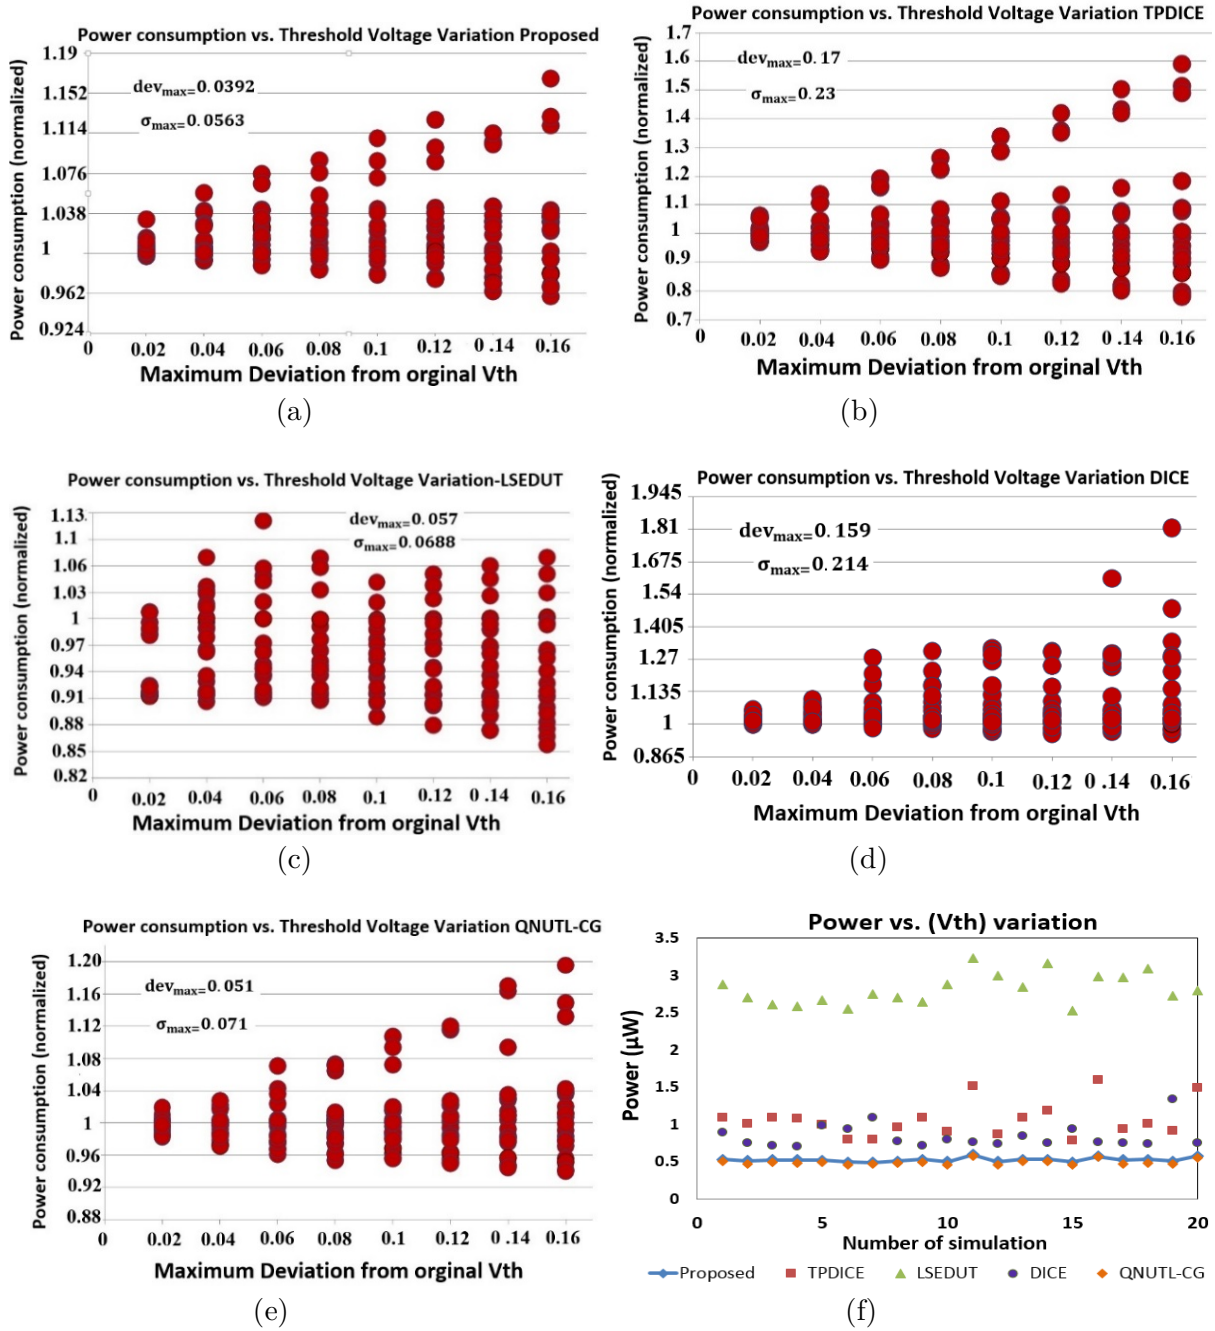 Power consumption vs. Threshold Voltage Variation Proposed
Power consumption (normalized)
1.19
1.152
1.114
1.076
1.038
1
0.962
0.924
devmax=0.0392
σmax=0.0563
0 0.02 0.04 0.06 0.08 0.1 0.12 0.14 0.16
Maximum Deviation from orginal Vth
(a)
Power consumption vs. Threshold Voltage Variation TPDICE
Power consumption (normalized)
1.7
1.6
1.5
1.4
1.3
1.2
1.1
1
0.9
0.8
0.7
devmax=0.17
σmax=0.23
0 0.02 0.04 0.06 0.08 0.1 0.12 0.14 0.16
Maximum Deviation from orginal Vth
(b)
Power consumption vs. Threshold Voltage Variation-LSEDUT
Power consumption (normalized)
1.13
1.1
1.06
1.03
1
0.97
0.94
0.91
0.88
0.85
0.82
devmax=0.057
σmax=0.0688
0 0.02 0.04 0.06 0.08 0.1 0.12 0 .14 0.16
Maximum Deviation from orginal Vth
(c)
Power consumption vs. Threshold Voltage Variation DICE
Power consumption (normalized)
1.945
1.81
1.675
1.54
1.405
1.27
1.135
1
0.865
devmax=0.159
σmax=0.214
0 0.02 0.04 0.06 0.08 0.1 0.12 0 .14 0.16
Maximum Deviation from orginal Vth
(d)
Power consumption vs. Threshold Voltage Variation QNUTL-CG
Power consumption (normalized)
1.20
1.16
1.12
1.08
1.04
1
0.96
0.92
0.88
devmax=0.051
σmax=0.071
0 0.02 0.04 0.06 0.08 0.1 0.12 0 .14 0.16
Maximum Deviation from orginal Vth
(e)
Power vs. (Vth) variation
Power (μW)
3.5
3
2.5
2
1.5
1
0.5
0
0 5 10 15 20
Number of simulation
Proposed TPDICE LSEDUT DICE QNUTL-CG
(f)